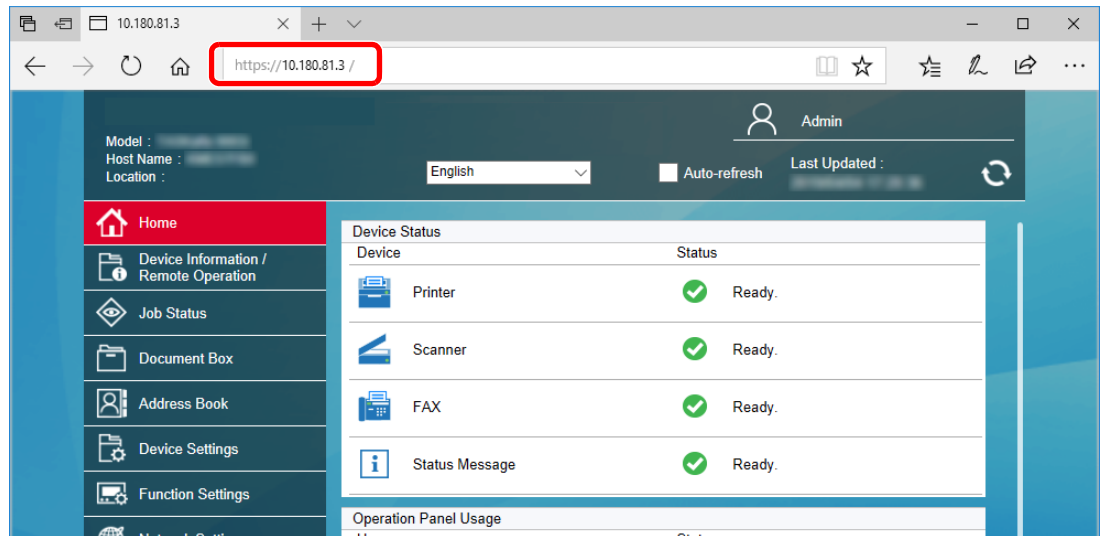 10.180.81.3
https://10.180.81.3 /
Admin
Model :
Host Name :
Location :
English
Auto-refresh
Last Updated :
Home
Device Information /
Remote Operation
Job Status
Document Box
Address Book
Device Settings
Function Settings
Device Status
Device Status
Printer Ready.
Scanner Ready.
FAX Ready.
Status Message Ready.
Operation Panel Usage